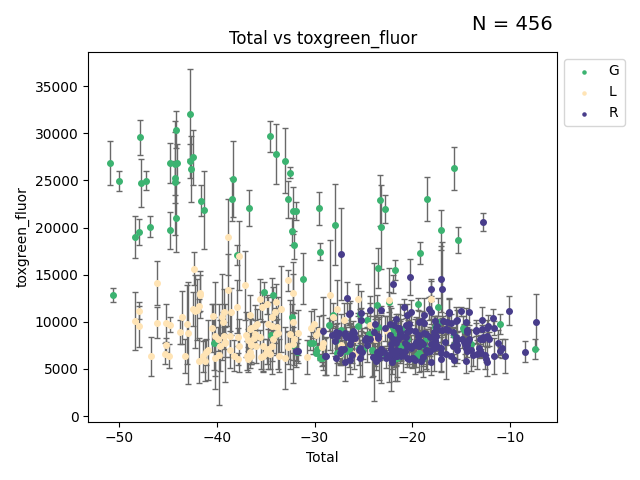 N = 456
Total vs toxgreen_fluor
G
L
R
toxgreen_fluor
35000
30000
25000
20000
15000
10000
5000
0
−50
−40
−30
−20
−10
Total